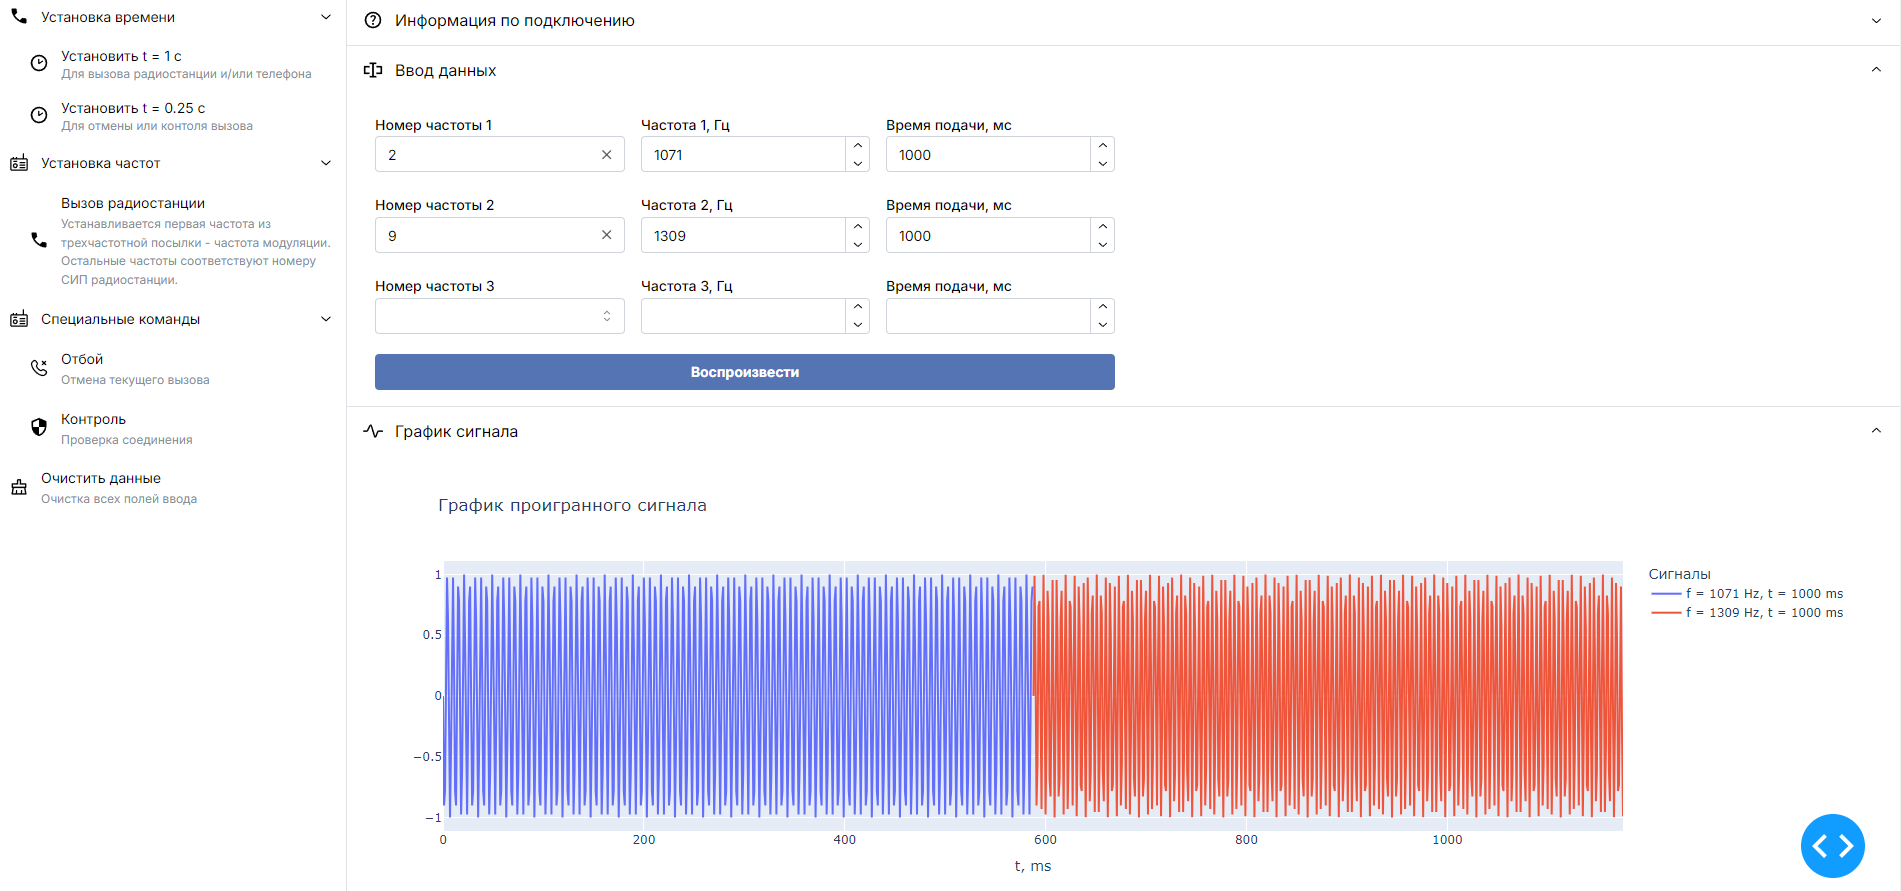 Установка времени
Установить t = 1 с
Для вызова радиостанции и/или телефона
Установить t = 0.25 с
Для отмены или контоля вызова
Установка частот
Вызов радиостанции
Устанавливается первая частота из
трехчастотной посылки - частота модуляции.
Остальные частоты соответствуют номеру
СИП радиостанции.
Специальные команды
Отбой
Отмена текущего вызова
Контроль
Проверка соединения
Очистить данные
Очистка всех полей ввода
Информация по подключению
Ввод данных
Номер частоты 1 Частота 1, Гц Время подачи, мс
2 1071 1000
Номер частоты 2 Частота 2, Гц Время подачи, мс
9 1309 1000
Номер частоты 3 Частота 3, Гц Время подачи, мс
Воспроизвести
График сигнала
График проигранного сигнала
1
0.5
0
−0.5
−1
0 200 400 600 800 1000
t, ms
Сигналы
f = 1071 Hz, t = 1000 ms
f = 1309 Hz, t = 1000 ms